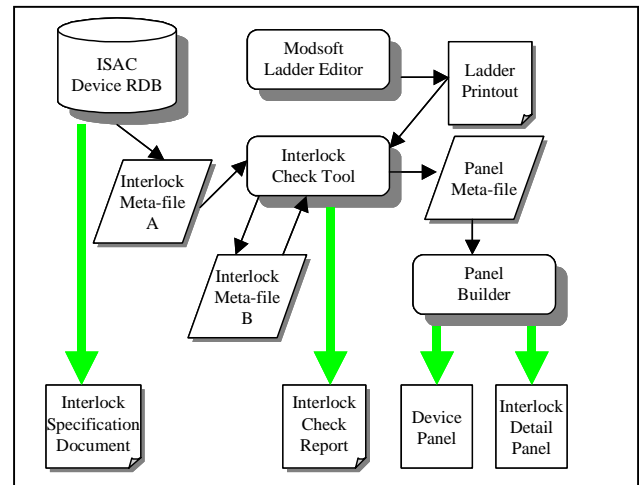 ISAC
Device RDB
Modsoft
Ladder Editor
Ladder
Printout
Interlock
Meta-file
A
Interlock
Check Tool
Panel
Meta-file
Interlock
Meta-file
B
Panel
Builder
Interlock
Specification
Document
Interlock
Check
Report
Device
Panel
Interlock
Detail
Panel